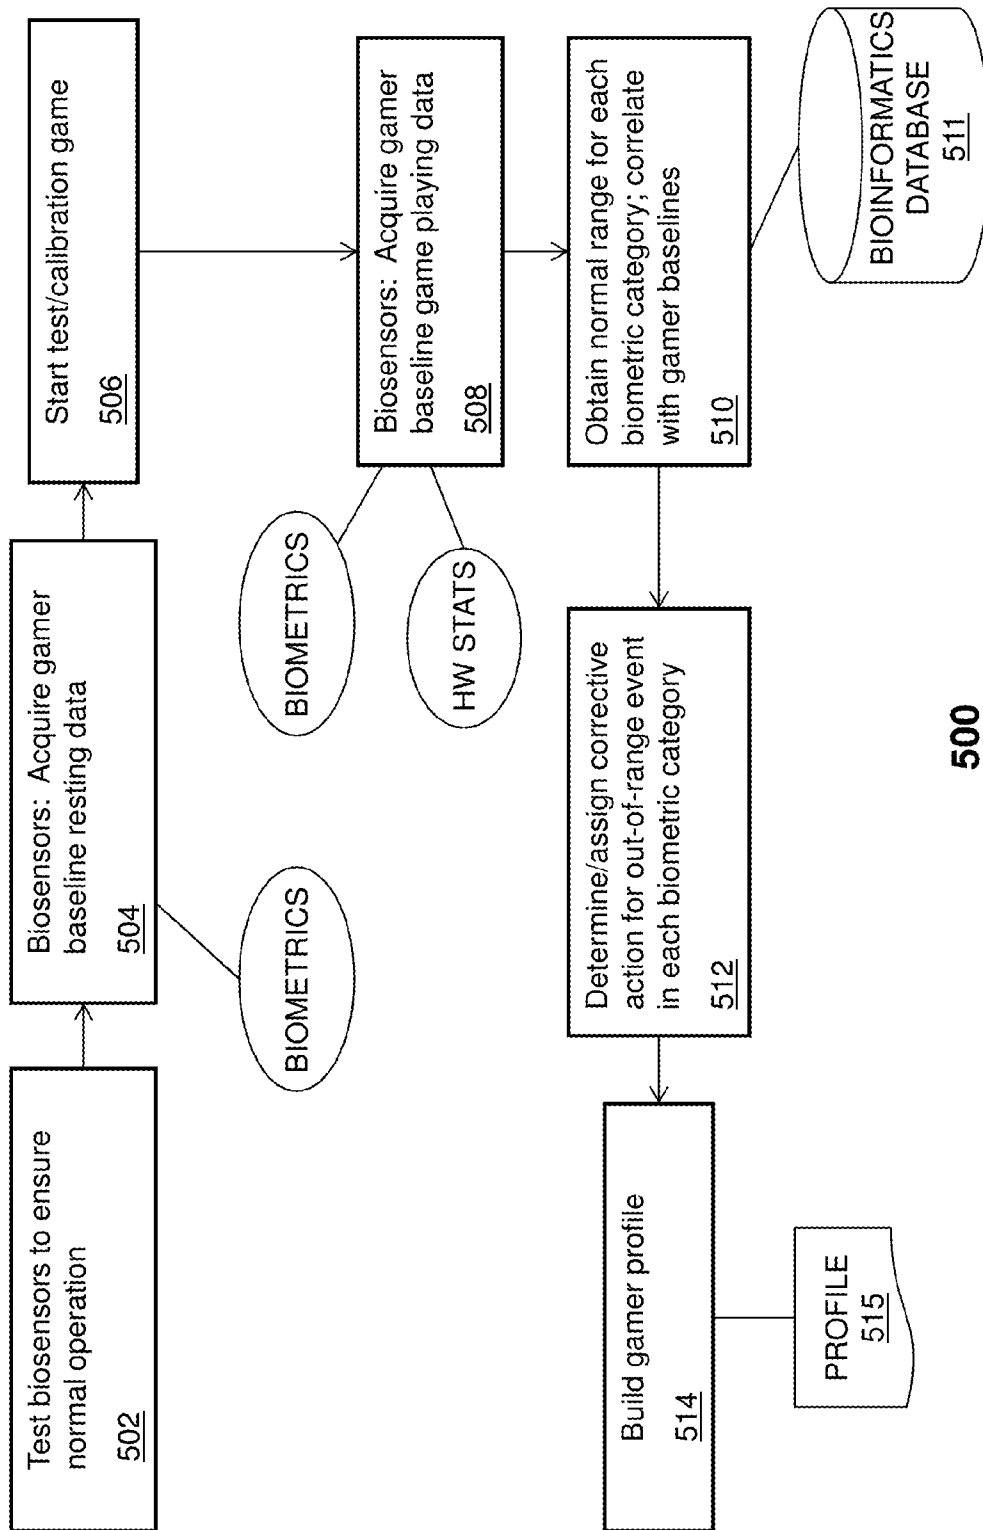 Test biosensors to ensure
normal operation
502
Biosensors: Acquire gamer
baseline resting data
504
BIOMETRICS
Start test/calibration game
506
Biosensors: Acquire gamer
baseline game playing data
508
BIOMETRICS
HW STATS
Obtain normal range for each
biometric category; correlate
with gamer baselines
510
BIOINFORMATICS
DATABASE
511
Determine/assign corrective
action for out-of-range event
in each biometric category
512
Build gamer profile
514
PROFILE
515
500